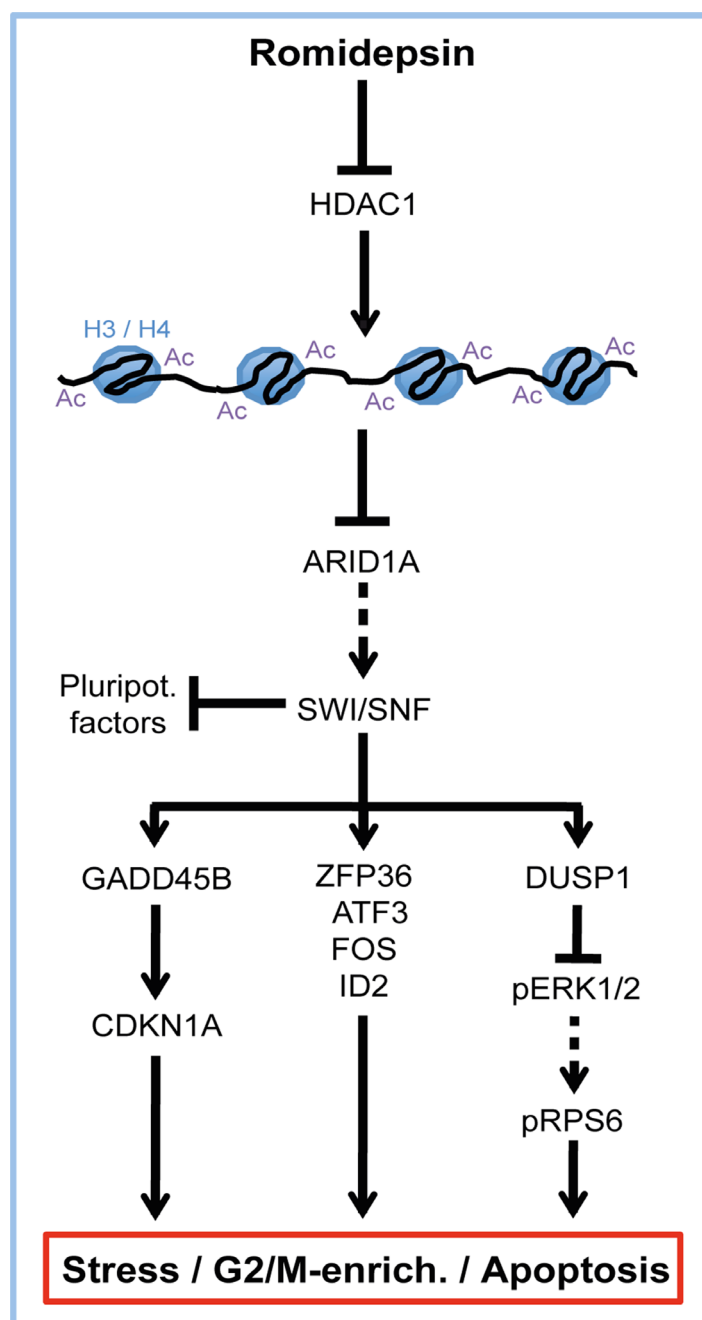 Romidepsin
HDAC1
H3 / H4
Ac
Ac
Ac
Ac
Ac
Ac
Ac
Ac
ARID1A
Pluripot.
factors
SWI/SNF
GADD45B
ZFP36
ATF3
FOS
ID2
DUSP1
CDKN1A
pERK1/2
pRPS6
Stress / G2/M-enrich. / Apoptosis